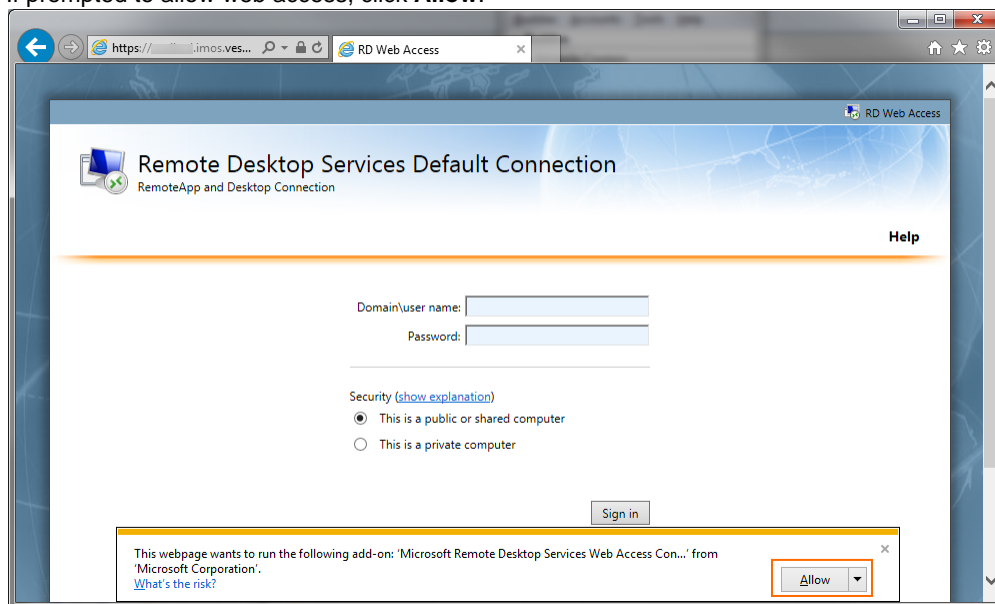 If prompted to allow web access, click Allow.
https:// .imos.ves...
RD Web Access
RD Web Access
Remote Desktop Services Default Connection
RemoteApp and Desktop Connection
Help
Domain\user name:
Password:
Security (show explanation)
This is a public or shared computer
This is a private computer
Sign in
This webpage wants to run the following add-on: 'Microsoft Remote Desktop Services Web Access Con...' from
'Microsoft Corporation'.
What's the risk?
Allow